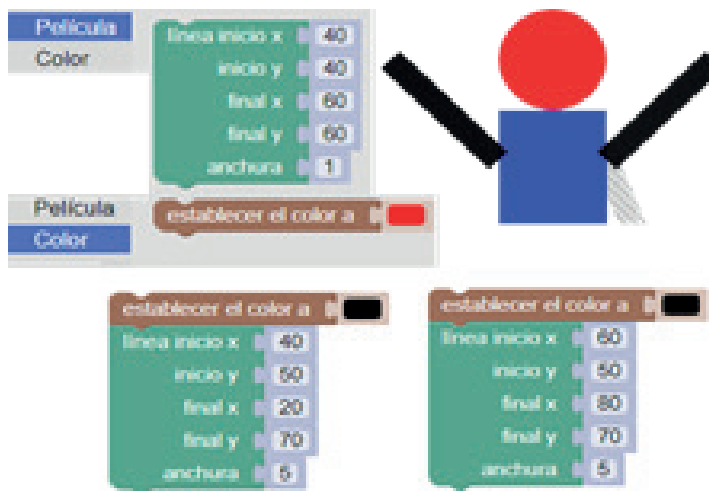 Película
Color
línea inicio x 40
inicio y 40
final x 60
final y 60
anchura 1
Película
Color
establecer el color a
establecer el color a
línea inicio x 40
inicio y 50
final x 20
final y 70
anchura 5
establecer el color a
línea inicio x 60
inicio y 50
final x 80
final y 70
anchura 5